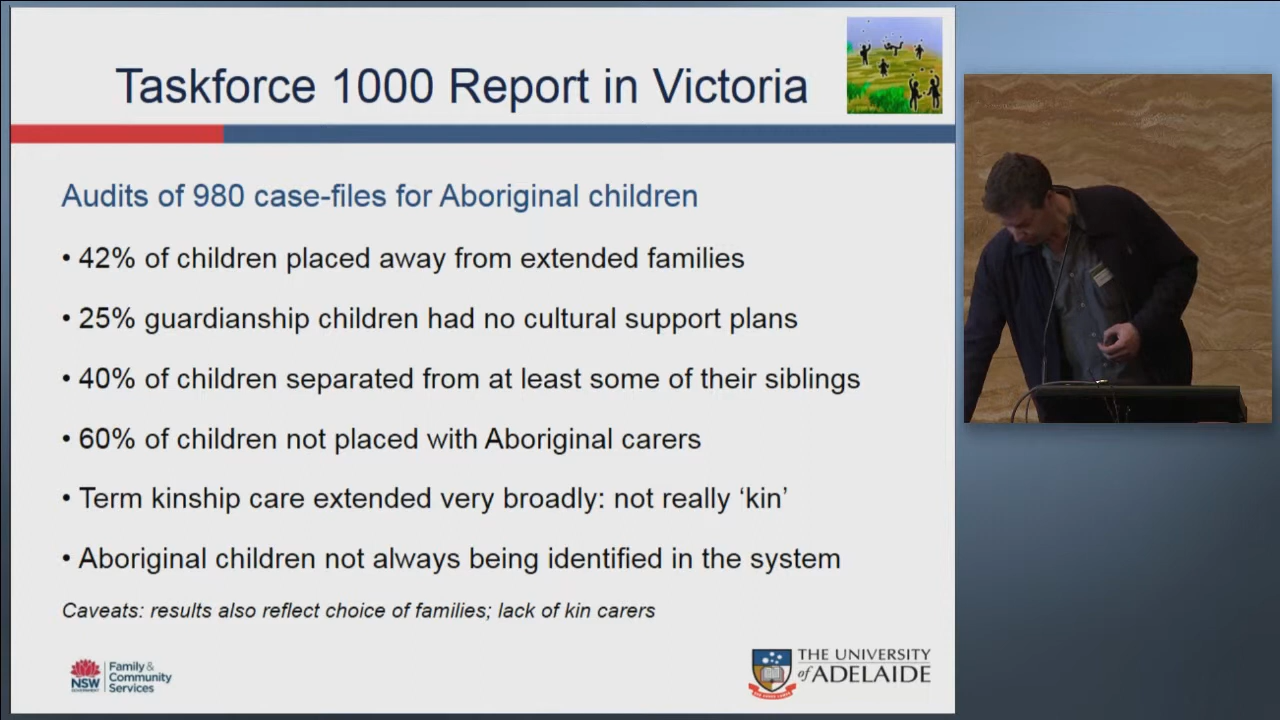 Taskforce 1000 Report in Victoria
Audits of 980 case-files for Aboriginal children
• 42% of children placed away from extended families
• 25% guardianship children had no cultural support plans
• 40% of children separated from at least some of their siblings
• 60% of children not placed with Aboriginal carers
• Term kinship care extended very broadly: not really ‘kin’
• Aboriginal children not always being identified in the system
Caveats: results also reflect choice of families; lack of kin carers
NSW
GOVERNMENT
Family &
Community
Services
THE UNIVERSITY
of ADELAIDE